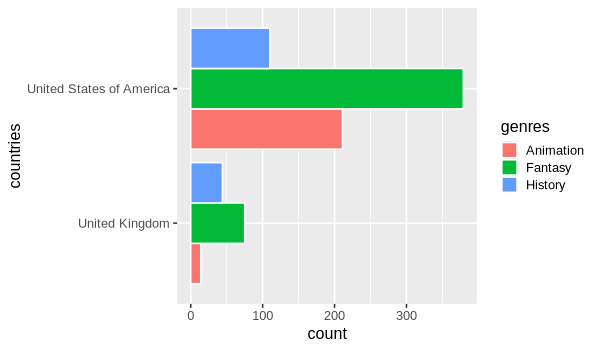 countries
United States of America
United Kingdom
0 100 200 300
count
genres
Animation
Fantasy
History